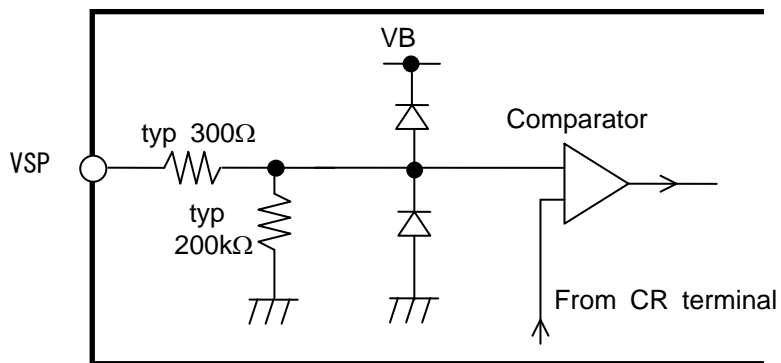 VB
Comparator
VSP
typ 300Ω
typ
200kΩ
From CR terminal